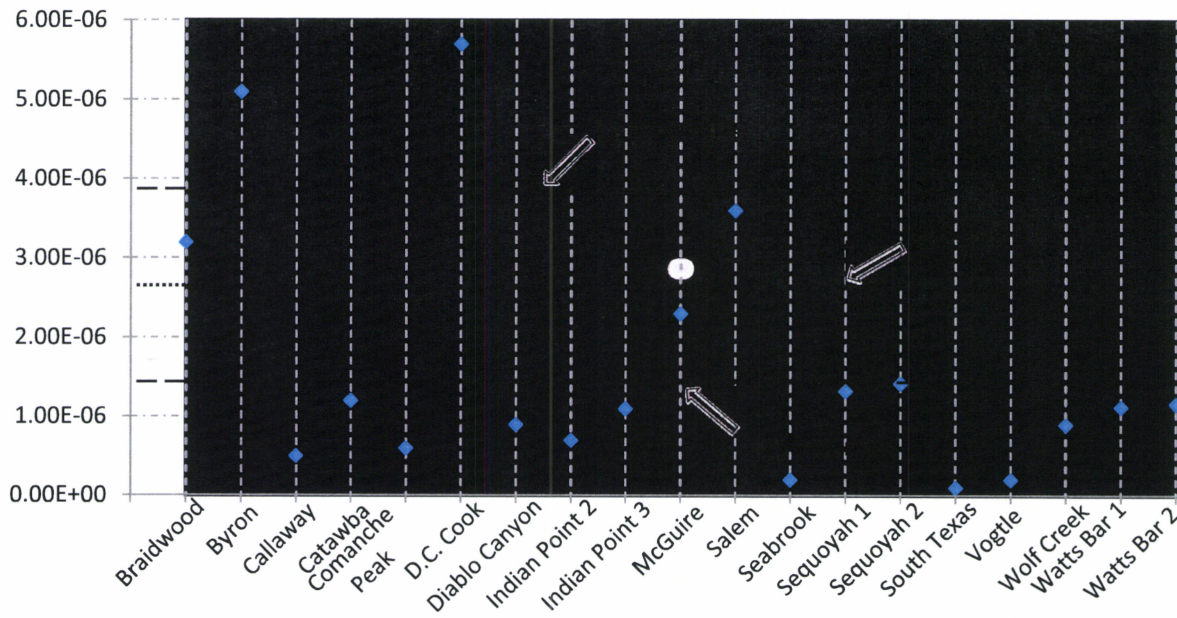 6.00E-06
5.00E-06
4.00E-06
3.00E-06
2.00E-06
1.00E-06
0.00E+00
Braidwood
Byron
Callaway
Catawba
Comanche
Peak
D.C. Cook
Diablo Canyon
Indian Point 2
Indian Point 3
McGuire
Salem
Seabrook
Sequoyah 1
Sequoyah 2
South Texas
Vogtle
Wolf Creek
Watts Bar 1
Watts Bar 2